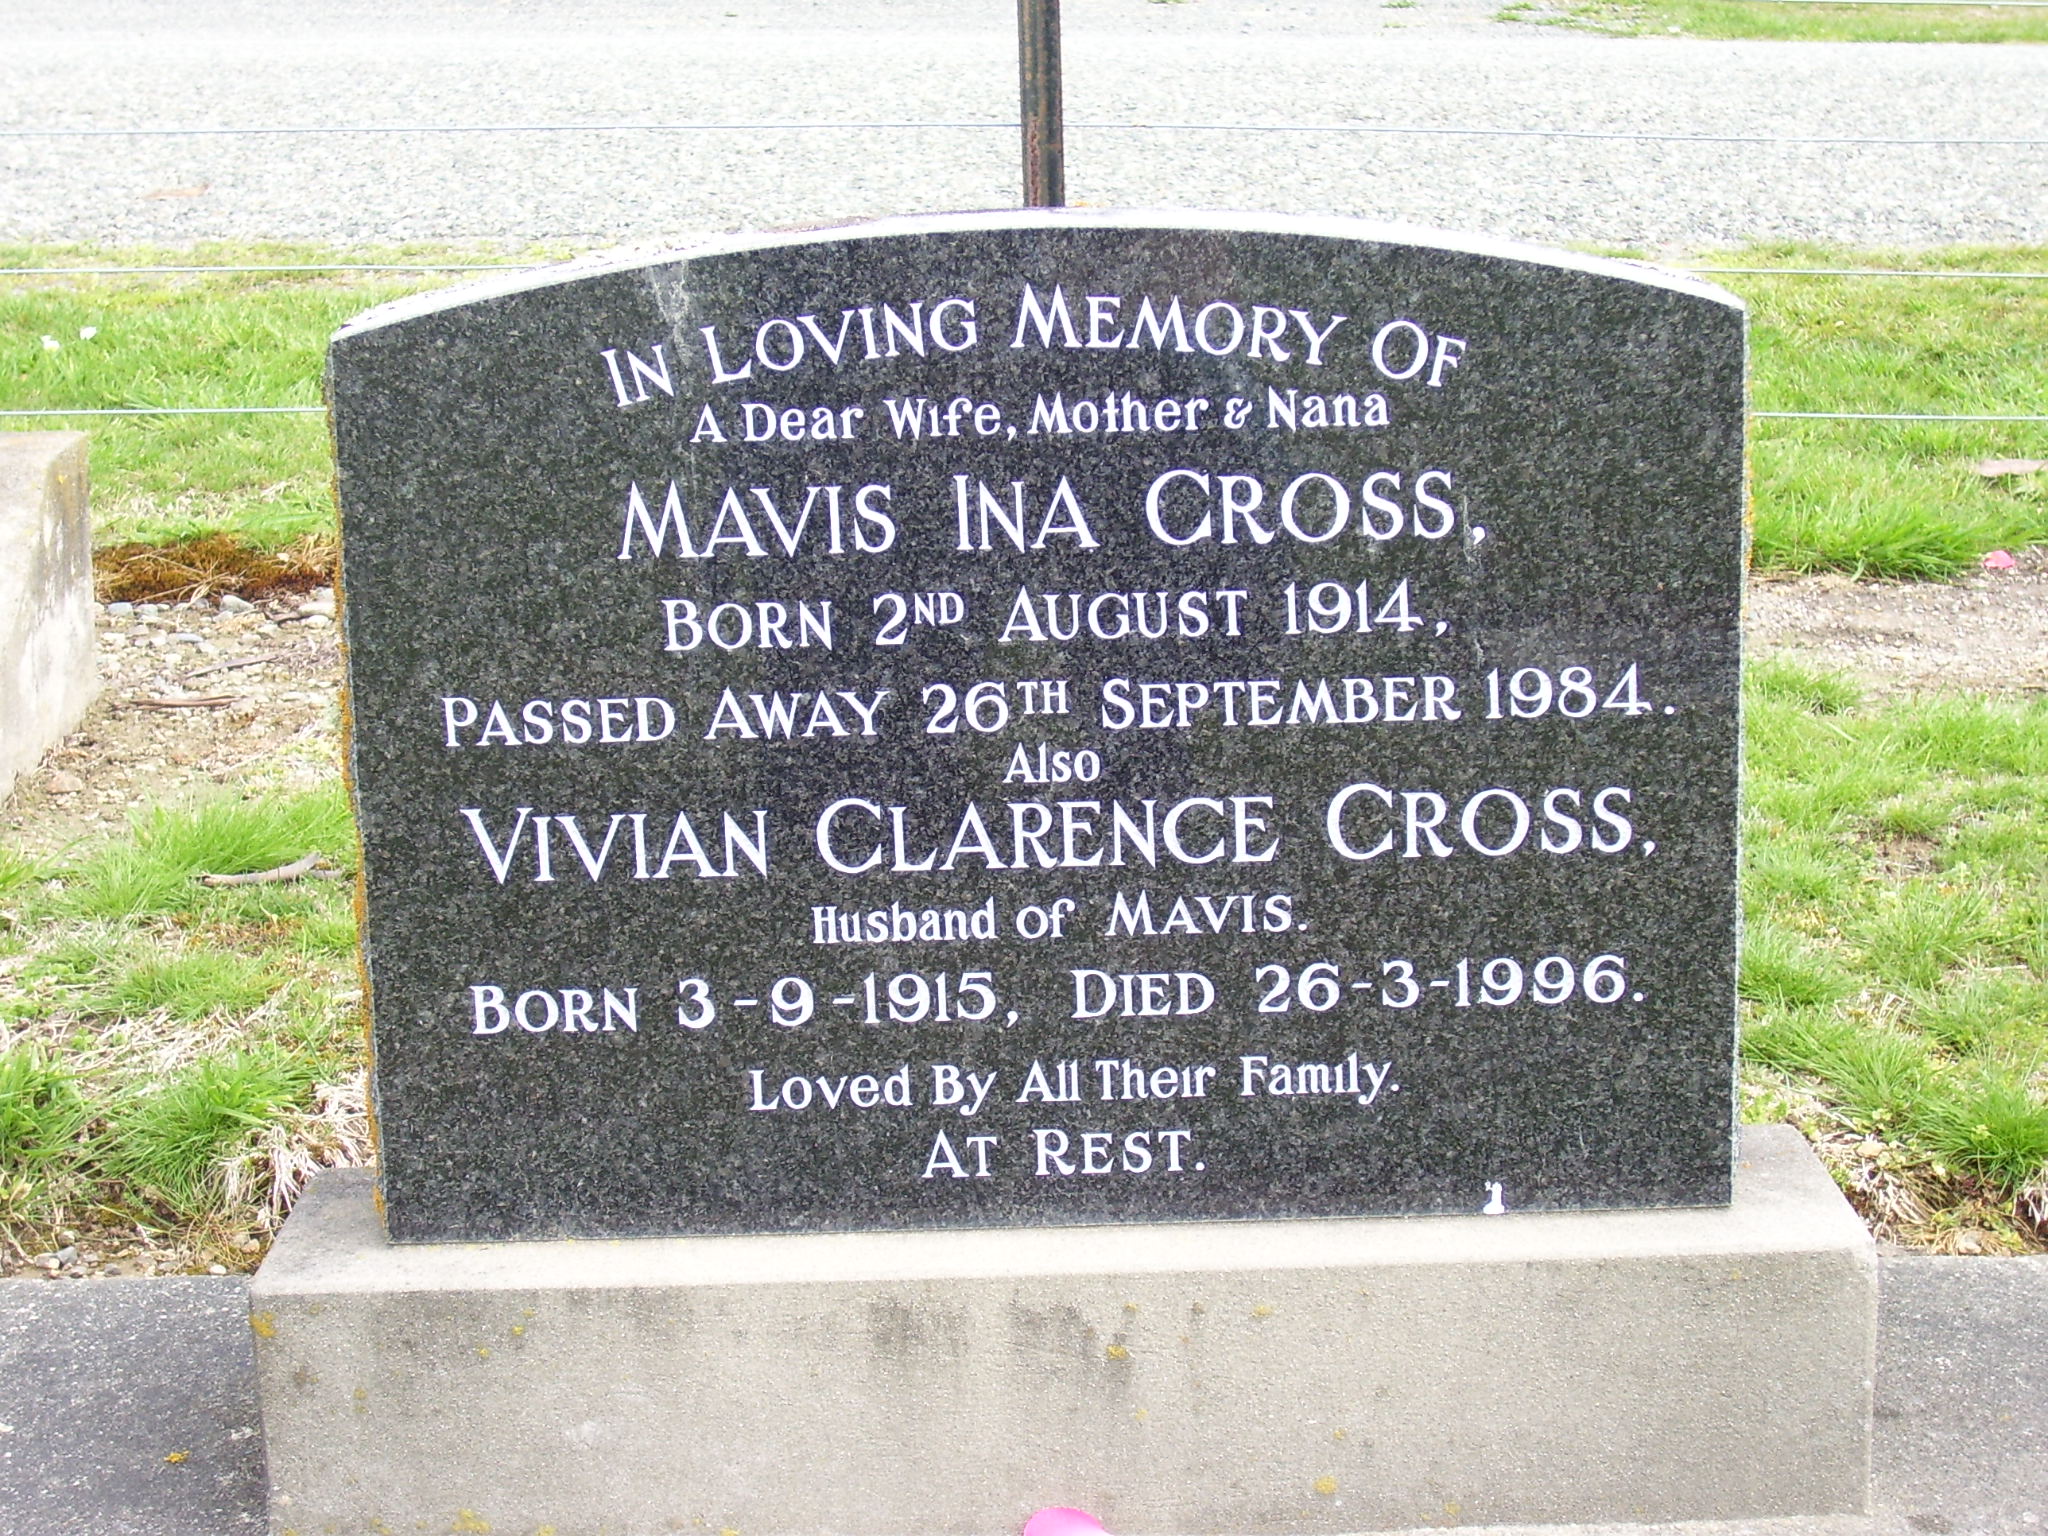 IN LOVING MEMORY OF
A Dear Wife, Mother & Nana
MAVIS INA CROSS,
BORN 2ND AUGUST 1914,
PASSED AWAY 26TH SEPTEMBER 1984.
Also
VIVIAN CLARENCE CROSS,
Husband of MAVIS.
BORN 3-9-1915, DIED 26-3-1996.
Loved By All Their Family.
AT REST.